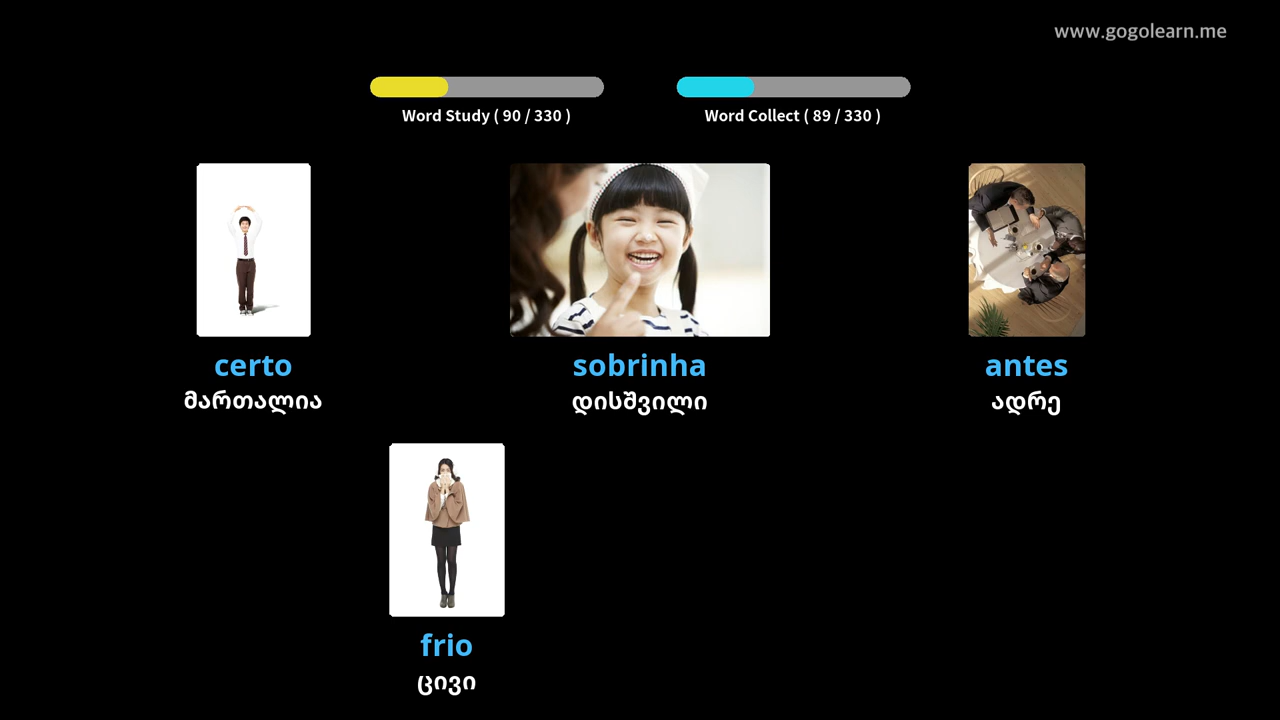 www.gogolearn.me
Word Study ( 90 / 330 )
Word Collect ( 89 / 330 )
certo
მართალია
sobrinha
დისშვილი
antes
ადრე
frio
ცივი